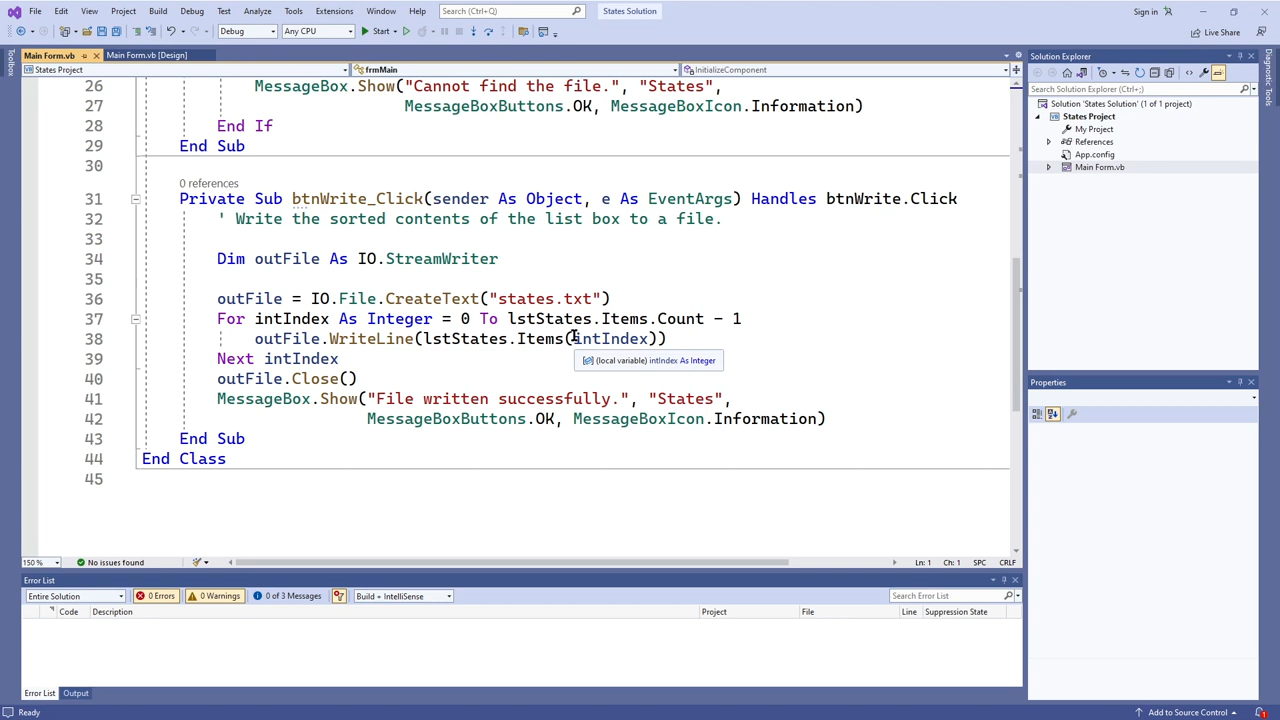 File Edit View Git Project Build Debug Test Analyze Tools Extensions Window Help Search (Ctrl+Q) States Solution Sign in
Debug Any CPU Start Live Share
Main Form.vb Main Form.vb [Design]
States Project frmMain InitializeComponent
26 MessageBox.Show("Cannot find the file.", "States",
27 MessageBoxButtons.OK, MessageBoxIcon.Information)
28 End If
29 End Sub
30
0 references
31 Private Sub btnWrite_Click(sender As Object, e As EventArgs) Handles btnWrite.Click
32 ' Write the sorted contents of the list box to a file.
33
34 Dim outFile As IO.StreamWriter
35
36 outFile = IO.File.CreateText("states.txt")
37 For intIndex As Integer = 0 To lstStates.Items.Count - 1
38 outFile.WriteLine(lstStates.Items(intIndex))
(local variable) intIndex As Integer
39 Next intIndex
40 outFile.Close()
41 MessageBox.Show("File written successfully.", "States",
42 MessageBoxButtons.OK, MessageBoxIcon.Information)
43 End Sub
44 End Class
45
150 % No issues found Ln: 1 Ch: 1 SPC CRLF
Error List
Entire Solution 0 Errors 0 Warnings 0 of 3 Messages Build + IntelliSense Search Error List
Code Description Project File Line Suppression State
Error List Output
Ready Add to Source Control 1
Toolbox
Solution Explorer
Search Solution Explorer (Ctrl+;)
Solution 'States Solution' (1 of 1 project)
States Project
My Project
References
App.config
Main Form.vb
Properties
Diagnostic Tools